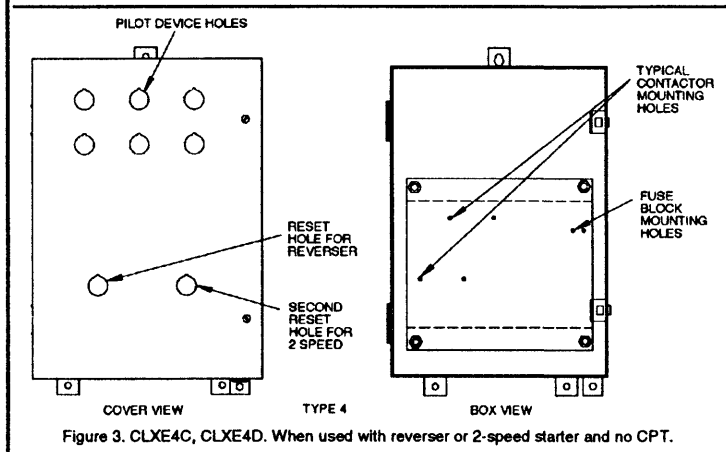 PILOT DEVICE HOLES
TYPICAL
CONTACTOR
MOUNTING
HOLES
FUSE
BLOCK
MOUNTING
HOLES
RESET
HOLE FOR
REVERSER
SECOND
RESET
HOLE FOR
2 SPEED
COVER VIEW
TYPE 4
BOX VIEW
Figure 3. CLXE4C, CLXE4D. When used with reverser or 2-speed starter and no CPT.